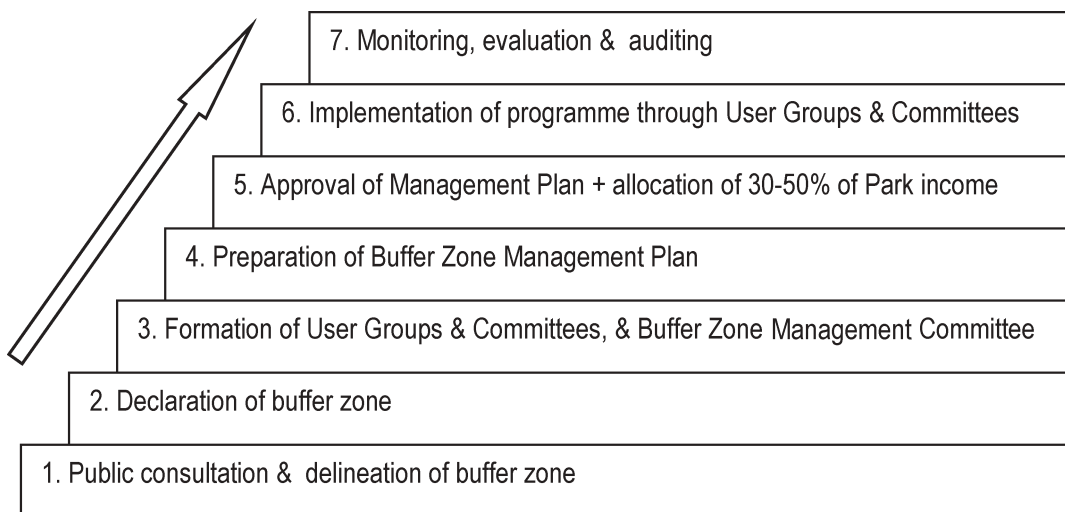 7. Monitoring, evaluation & auditing
6. Implementation of programme through User Groups & Committees
5. Approval of Management Plan + allocation of 30-50% of Park income
4. Preparation of Buffer Zone Management Plan
3. Formation of User Groups & Committees, & Buffer Zone Management Committee
2. Declaration of buffer zone
1. Public consultation & delineation of buffer zone